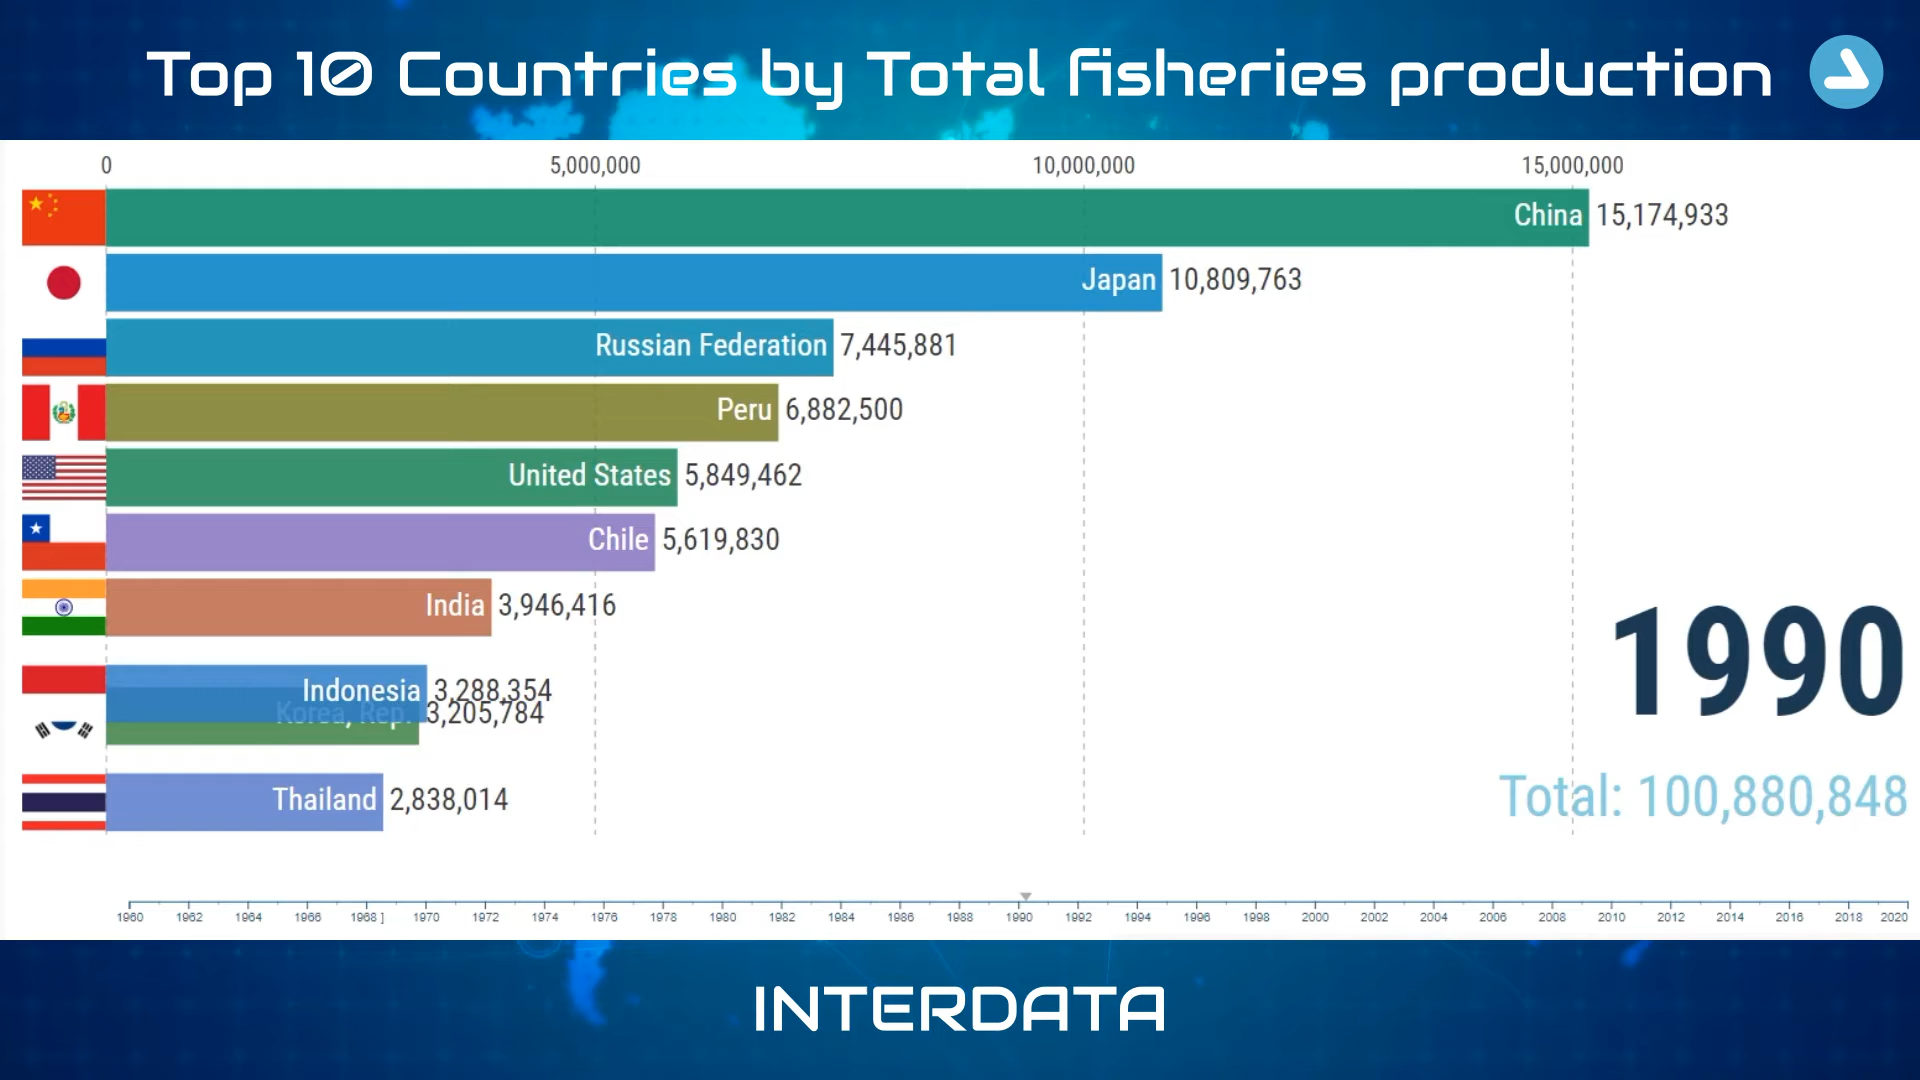 Top 10 Countries by Total fisheries production
0 5,000,000 10,000,000 15,000,000
China 15,174,933
Japan 10,809,763
Russian Federation 7,445,881
Peru 6,882,500
United States 5,849,462
Chile 5,619,830
India 3,946,416
Indonesia 3,288,354
Korea, Rep. 3,205,784
Thailand 2,838,014
1990
Total: 100,880,848
1960 1962 1964 1966 1968 ] 1970 1972 1974 1976 1978 1980 1982 1984 1986 1988 1990 1992 1994 1996 1998 2000 2002 2004 2006 2008 2010 2012 2014 2016 2018 2020
INTERDATA